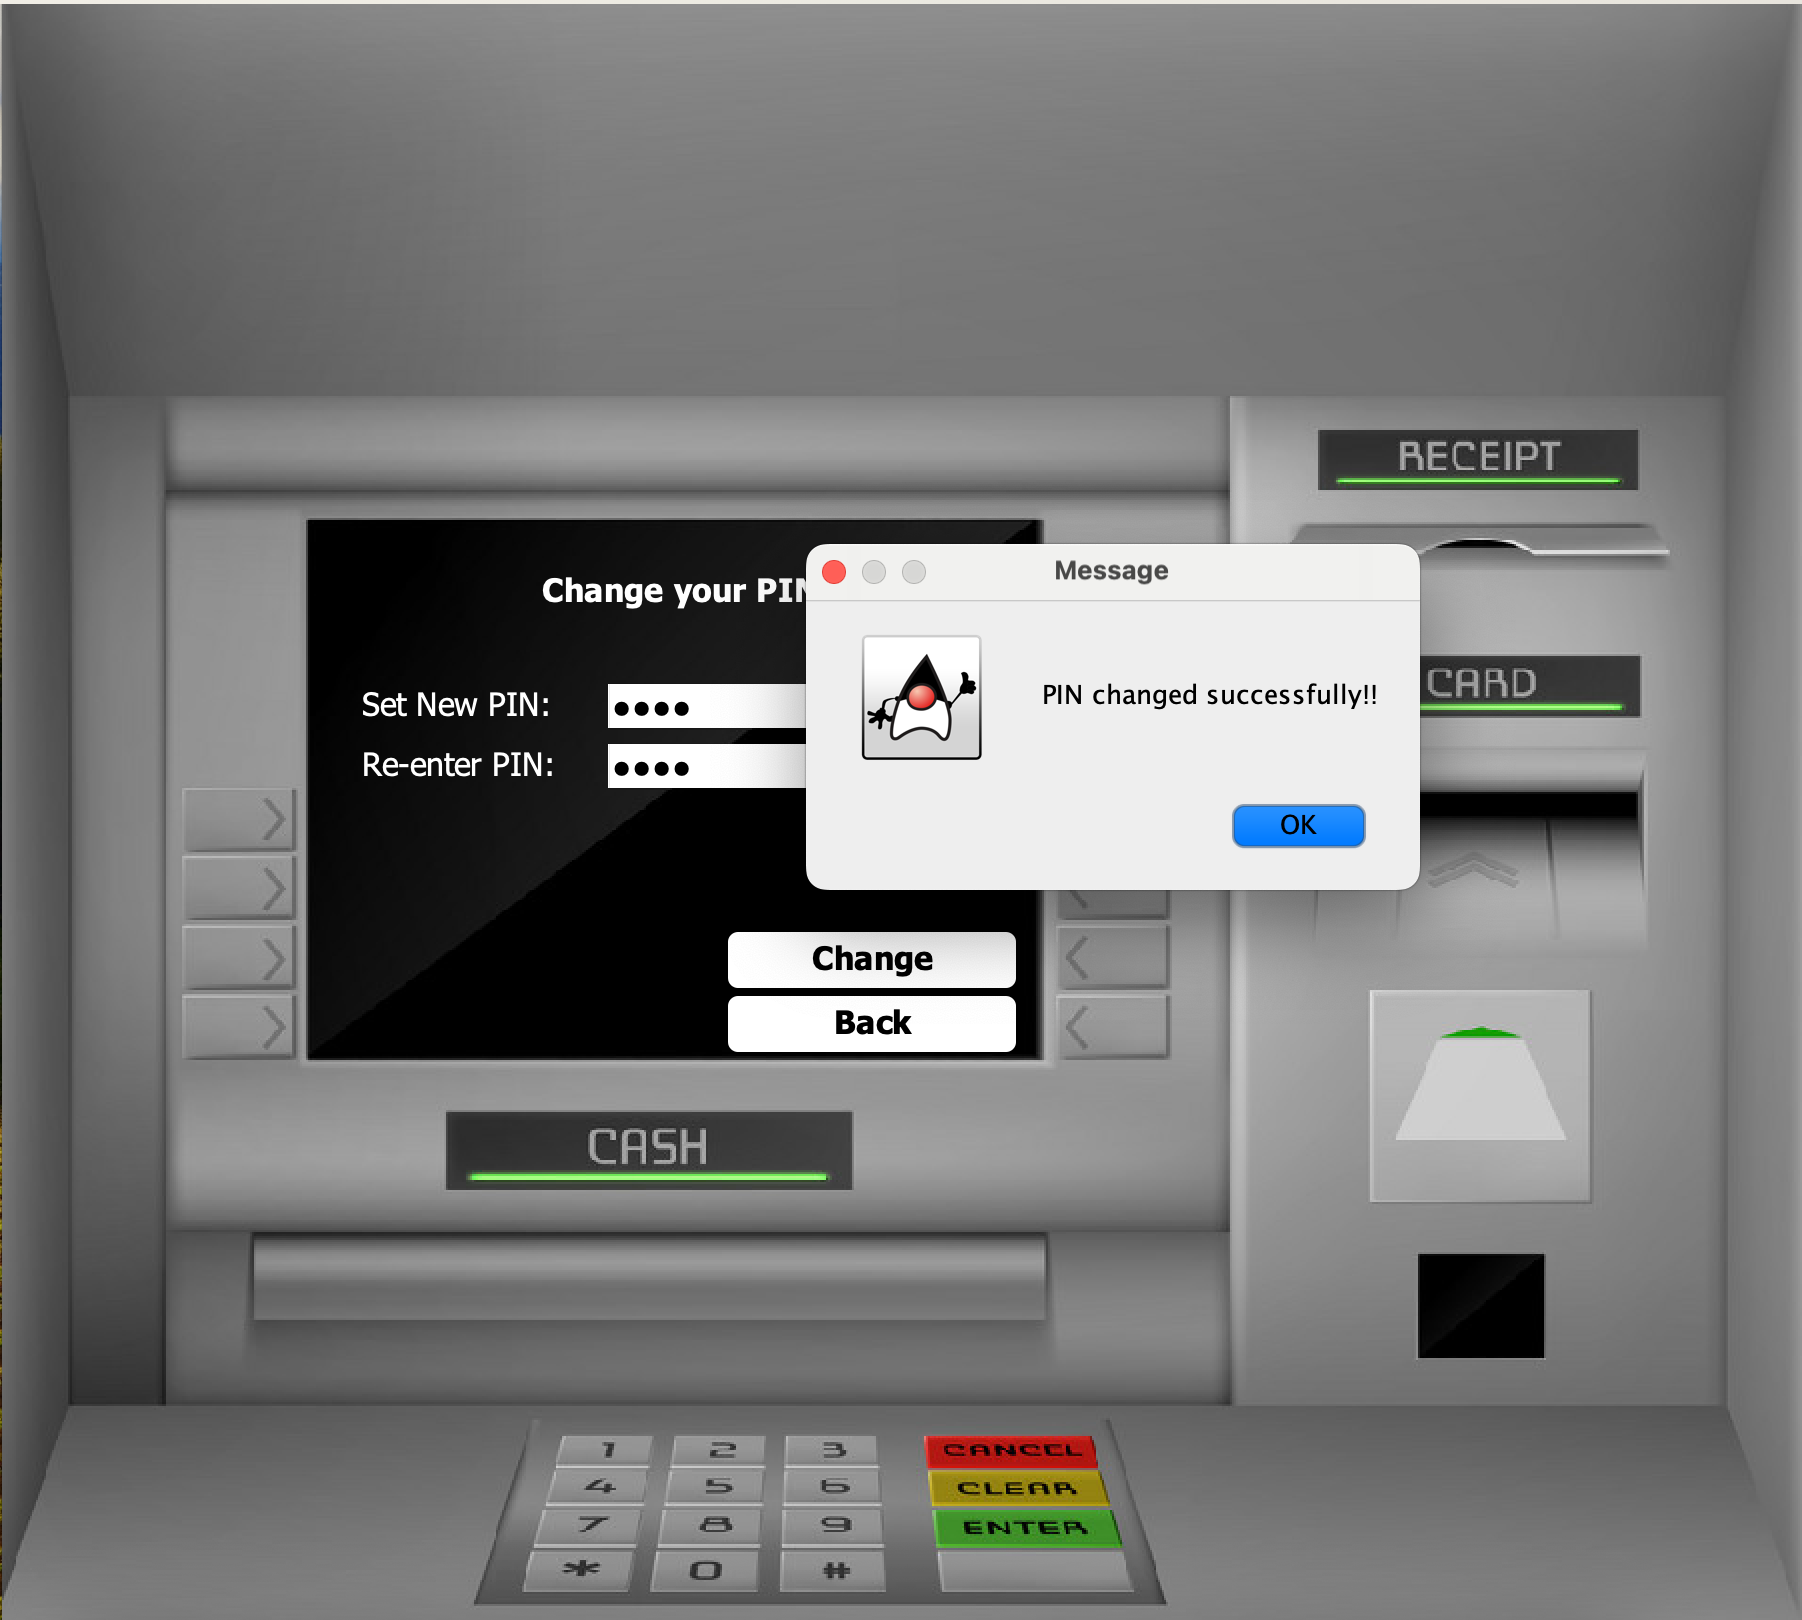 RECEIPT
Message
Change your PIN
PIN changed successfully!!
Set New PIN:
CARD
Re-enter PIN:
OK
Change
Back
CASH
1 2 3 CANCEL
4 5 6 CLEAR
7 8 9 ENTER
* 0 #